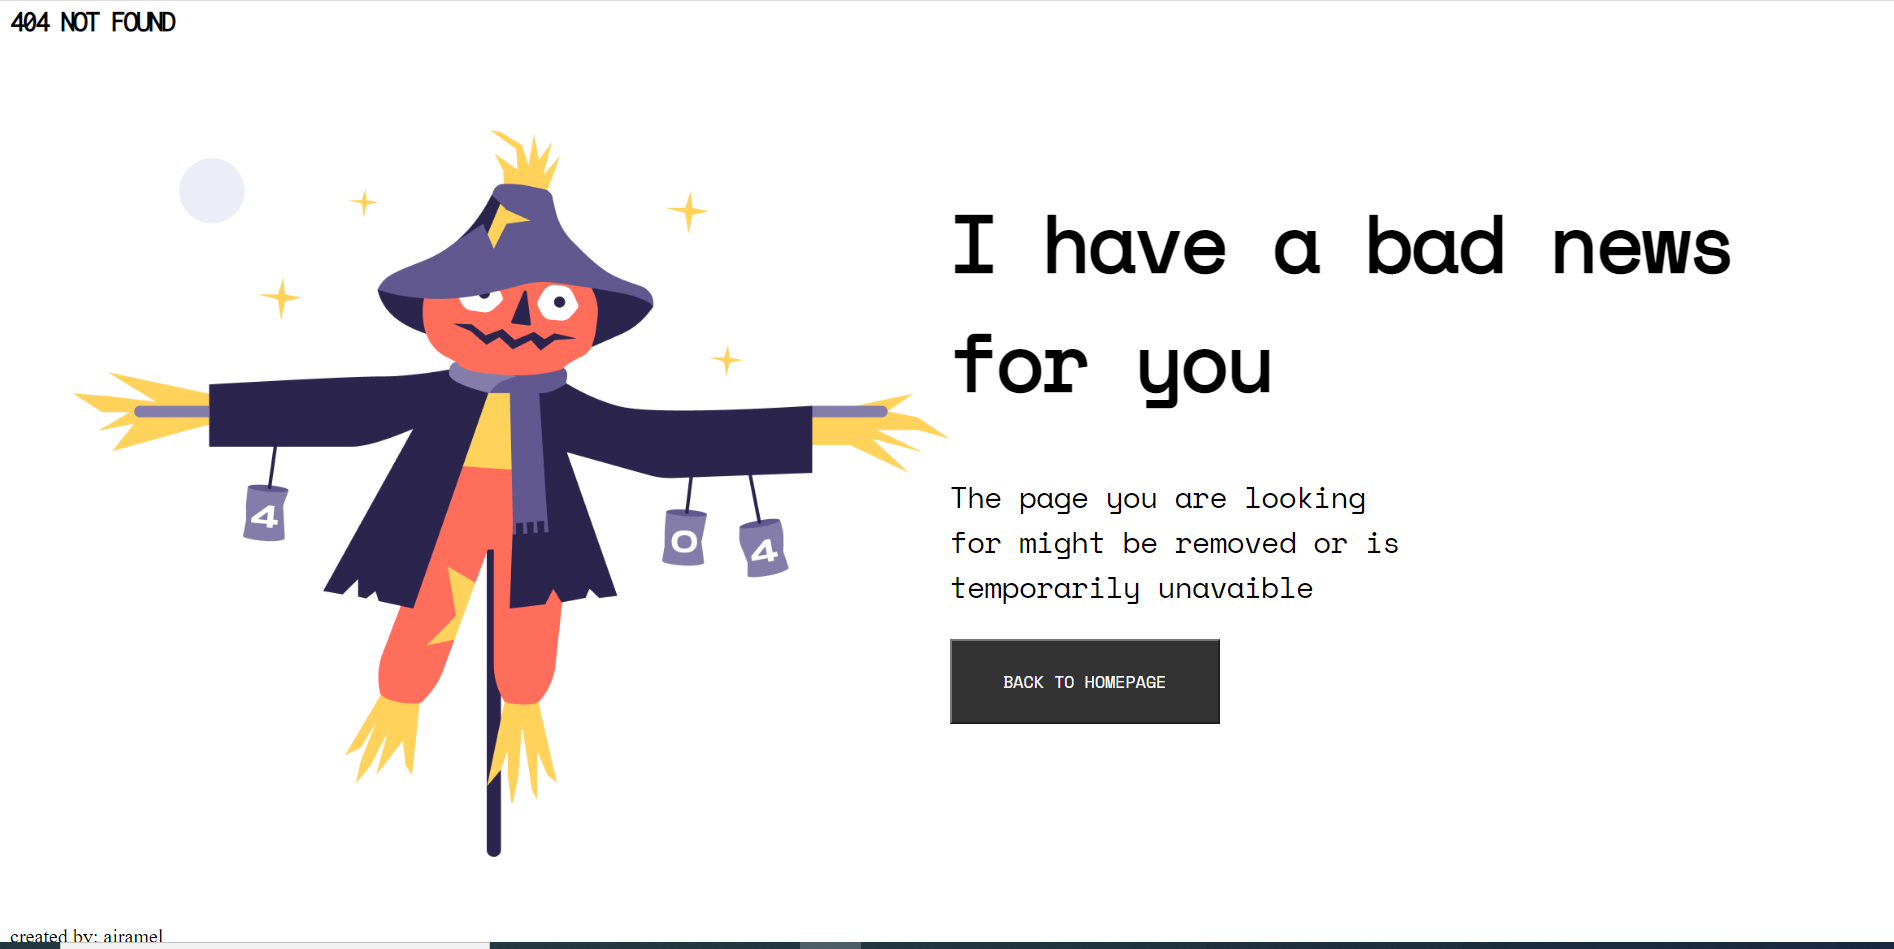 404 NOT FOUND
I have a bad news
for you
4
0
4
The page you are looking
for might be removed or is
temporarily unavaible
BACK TO HOMEPAGE
created by: airamel